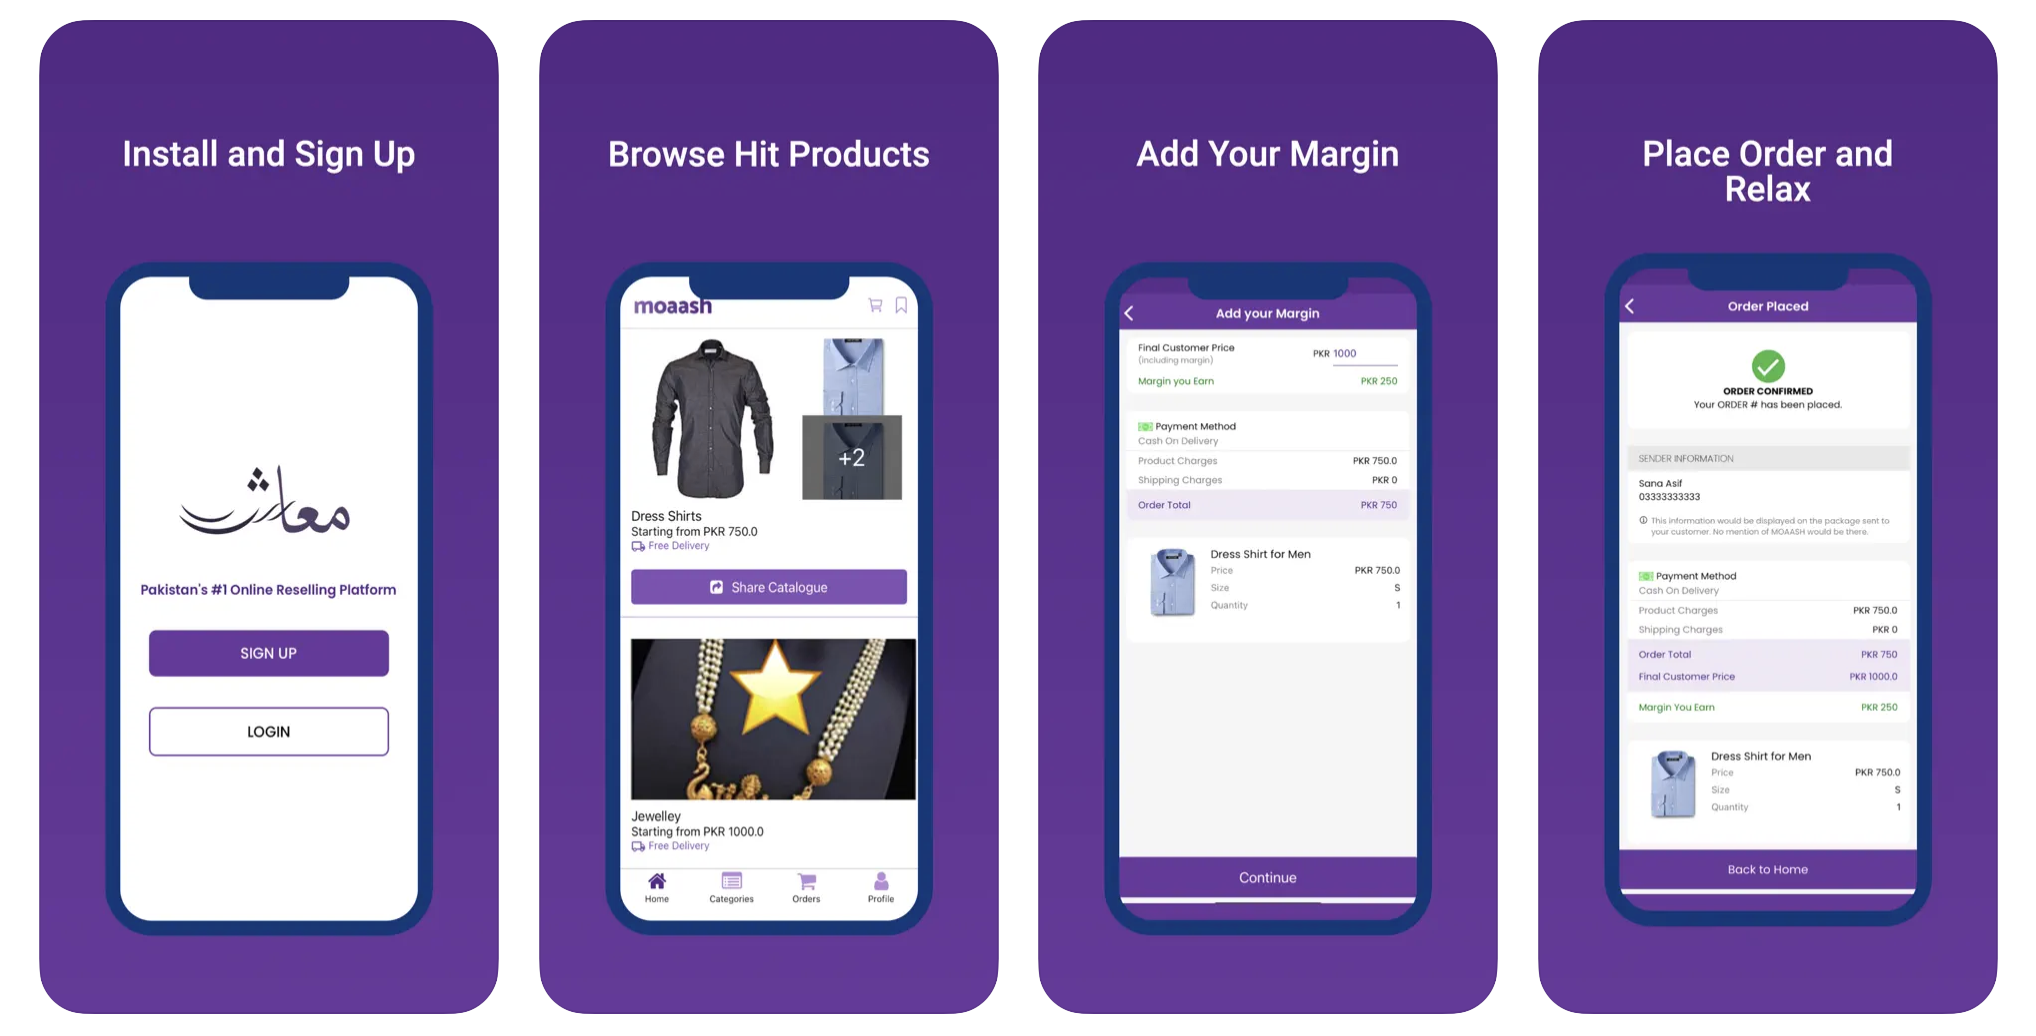 Install and Sign Up
معاش
Pakistan's #1 Online Reselling Platform
SIGN UP
LOGIN
Browse Hit Products
moaash
+2
Dress Shirts
Starting from PKR 750.0
Free Delivery
Share Catalogue
Jewelley
Starting from PKR 1000.0
Free Delivery
Home Categories Orders Profile
Add Your Margin
Add your Margin
Final Customer Price PKR 1000
(including margin)
Margin you Earn PKR 250
Payment Method
Cash On Delivery
Product Charges PKR 750.0
Shipping Charges PKR 0
Order Total PKR 750
Dress Shirt for Men
Price PKR 750.0
Size S
Quantity 1
Continue
Place Order and
Relax
Order Placed
ORDER CONFIRMED
Your ORDER # has been placed.
SENDER INFORMATION
Sana Asif
03333333333
This information would be displayed on the package sent to
your customer. No mention of MOAASH would be there.
Payment Method
Cash On Delivery
Product Charges PKR 750.0
Shipping Charges PKR 0
Order Total PKR 750
Final Customer Price PKR 1000.0
Margin You Earn PKR 250
Dress Shirt for Men
Price PKR 750.0
Size S
Quantity 1
Back to Home